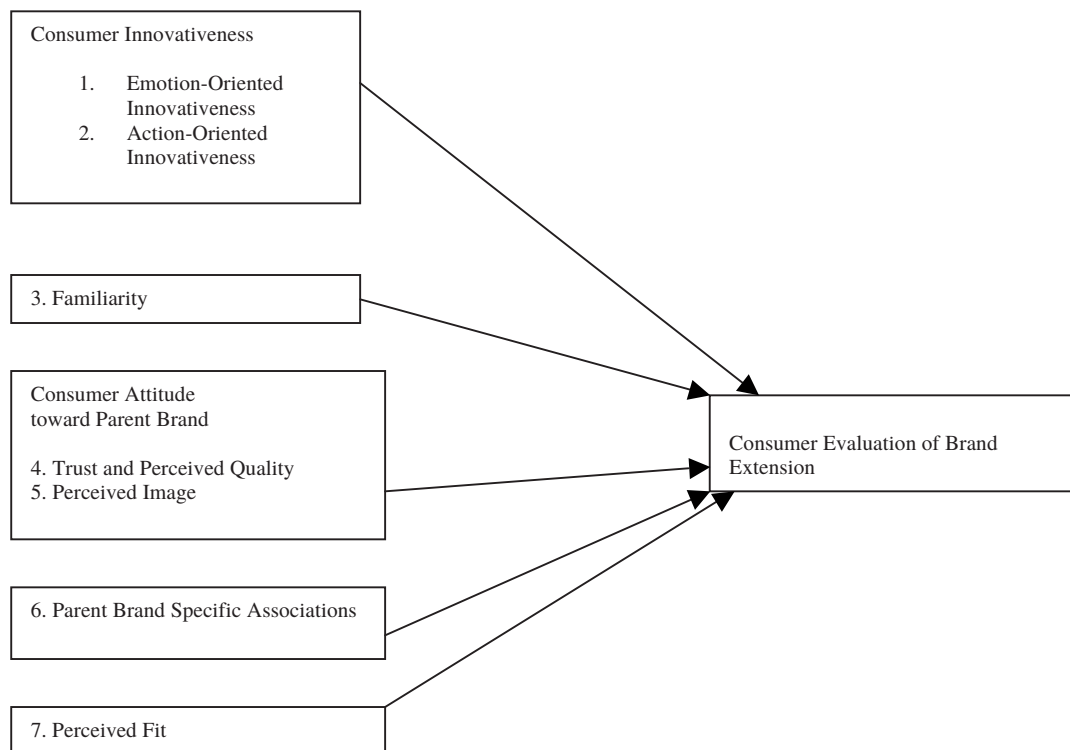 Consumer Innovativeness
1. Emotion-Oriented
Innovativeness
2. Action-Oriented
Innovativeness
3. Familiarity
Consumer Attitude
toward Parent Brand
4. Trust and Perceived Quality
5. Perceived Image
6. Parent Brand Specific Associations
7. Perceived Fit
Consumer Evaluation of Brand
Extension